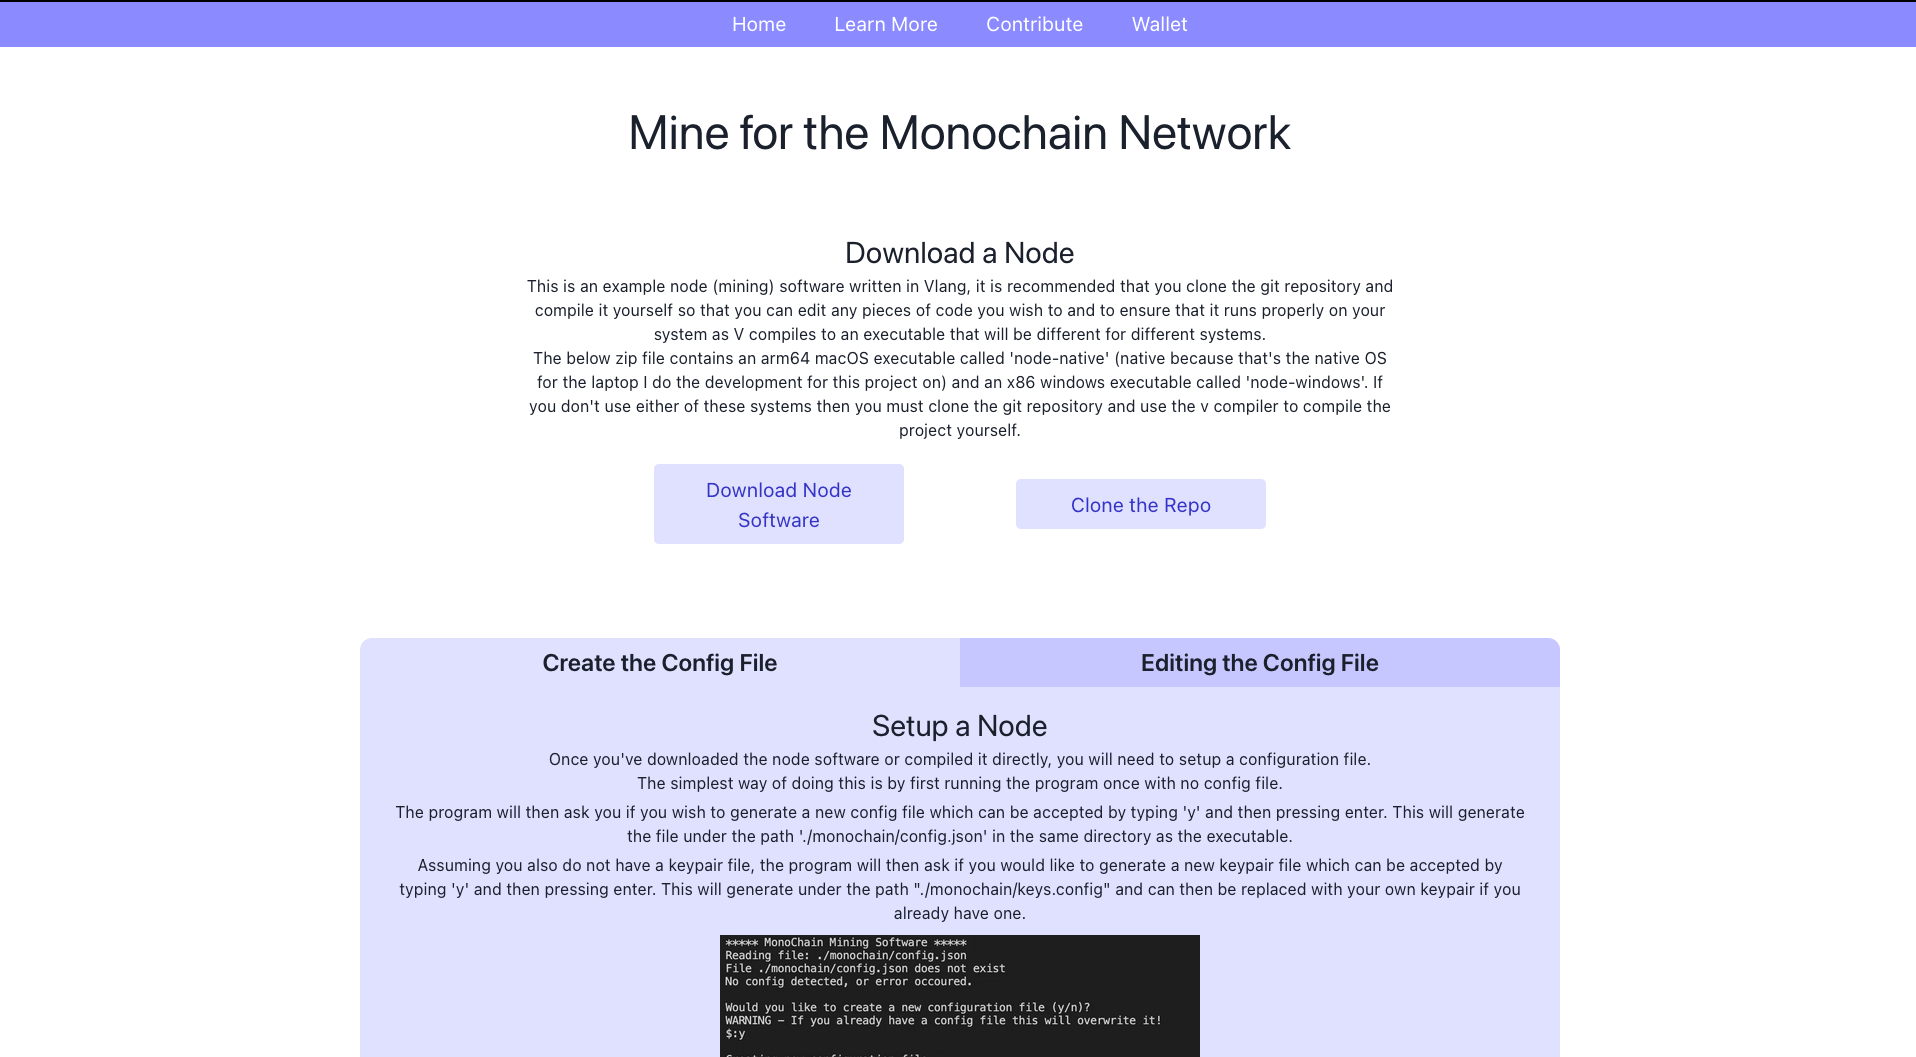 Home Learn More Contribute Wallet
Mine for the Monochain Network
Download a Node
This is an example node (mining) software written in Vlang, it is recommended that you clone the git repository and
compile it yourself so that you can edit any pieces of code you wish to and to ensure that it runs properly on your
system as V compiles to an executable that will be different for different systems.
The below zip file contains an arm64 macOS executable called 'node-native' (native because that's the native OS
for the laptop I do the development for this project on) and an x86 windows executable called 'node-windows'. If
you don't use either of these systems then you must clone the git repository and use the v compiler to compile the
project yourself.
Download Node
Software
Clone the Repo
Create the Config File
Editing the Config File
Setup a Node
Once you've downloaded the node software or compiled it directly, you will need to setup a configuration file.
The simplest way of doing this is by first running the program once with no config file.
The program will then ask you if you wish to generate a new config file which can be accepted by typing 'y' and then pressing enter. This will generate
the file under the path './monochain/config.json' in the same directory as the executable.
Assuming you also do not have a keypair file, the program will then ask if you would like to generate a new keypair file which can be accepted by
typing 'y' and then pressing enter. This will generate under the path "./monochain/keys.config" and can then be replaced with your own keypair if you
already have one.
***** MonoChain Mining Software *****
Reading file: ./monochain/config.json
File ./monochain/config.json does not exist
No config detected, or error occoured.
Would you like to create a new configuration file (y/n)?
WARNING - If you already have a config file this will overwrite it!
$:y